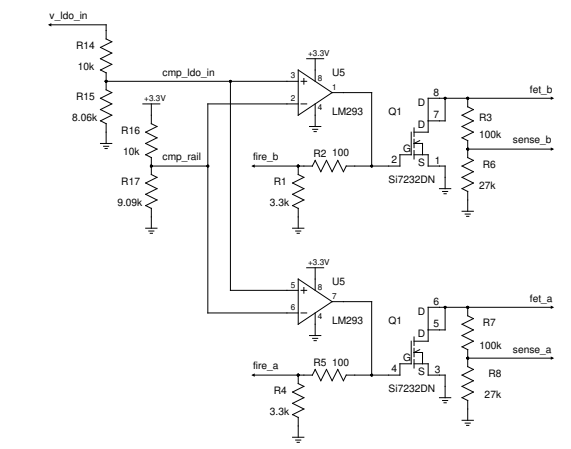 v_ldo_in
R14
10k
R15
8.06k
cmp_ldo_in
+3.3V
R16
10k
cmp_rail
R17
9.09k
+3.3V
U5
3
8
1
2
4
LM293
fire_b
R2 100
R1
3.3k
Q1
8
D
7
D
G
S
2
1
Si7232DN
fet_b
R3
100k
sense_b
R6
27k
+3.3V
U5
5
8
7
6
4
LM293
fire_a
R5 100
R4
3.3k
Q1
6
D
5
D
G
S
4
3
Si7232DN
fet_a
R7
100k
sense_a
R8
27k